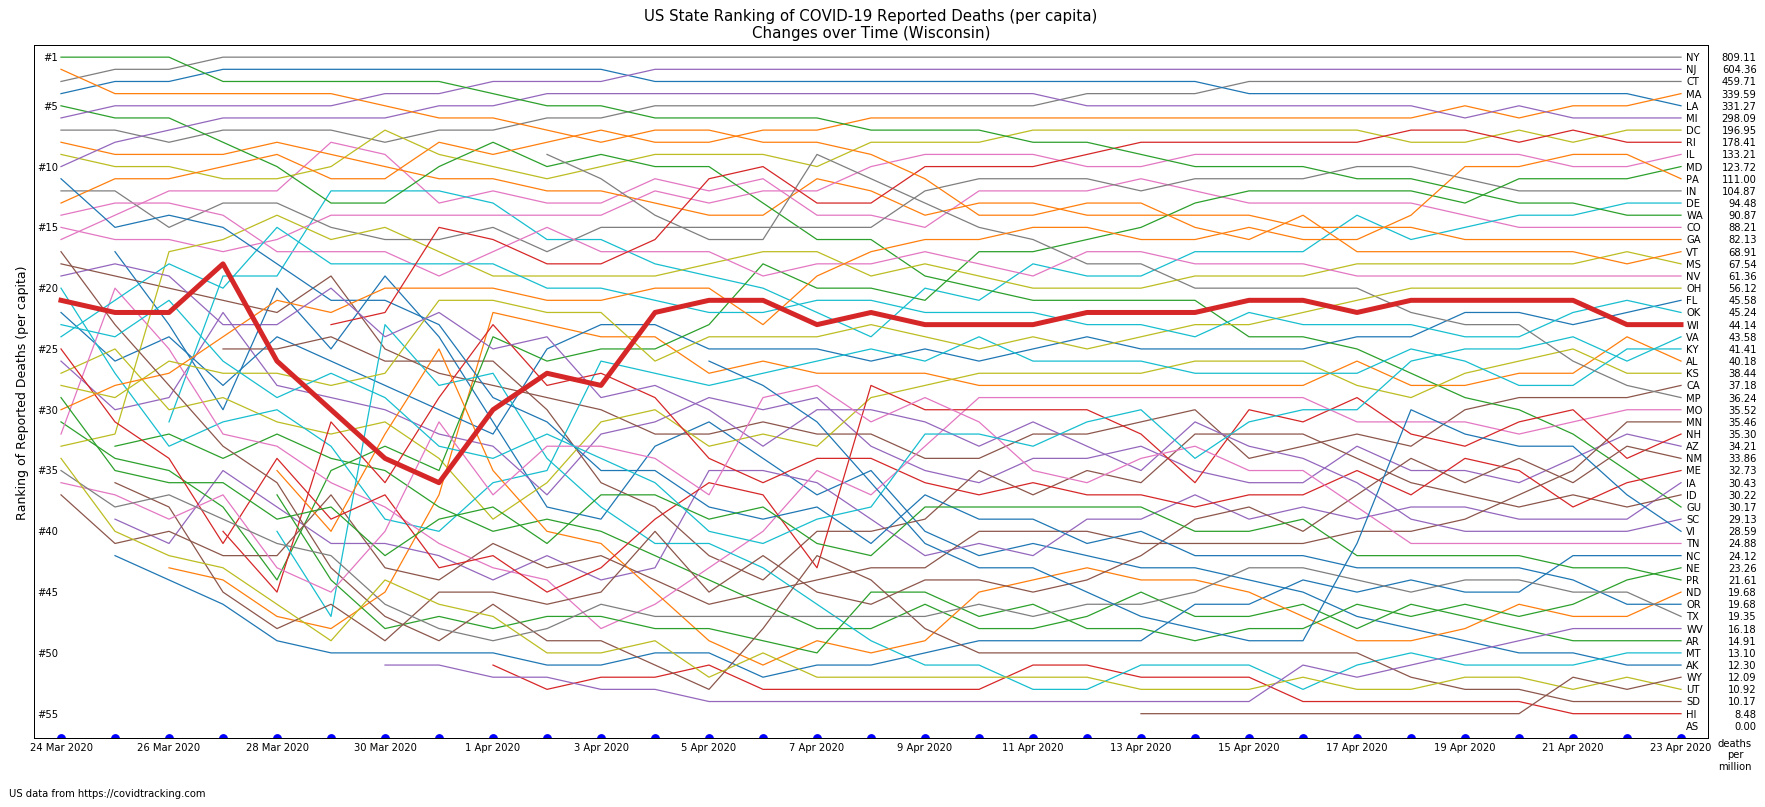 US State Ranking of COVID-19 Reported Deaths (per capita)
Changes over Time (Wisconsin)
Ranking of Reported Deaths (per capita)
#1
#5
#10
#15
#20
#25
#30
#35
#40
#45
#50
#55
NY 809.11
NJ 604.36
CT 459.71
MA 339.59
LA 331.27
MI 298.09
DC 196.95
RI 178.41
IL 133.21
MD 123.72
PA 111.00
IN 104.87
DE 94.48
WA 90.87
CO 88.21
GA 82.13
VT 68.91
MS 67.54
NV 61.36
OH 56.12
FL 45.58
OK 45.24
WI 44.14
VA 43.58
KY 41.41
AL 40.18
KS 38.44
CA 37.18
MP 36.24
MO 35.52
MN 35.46
NH 35.30
AZ 34.21
NM 33.86
ME 32.73
IA 30.43
ID 30.22
GU 30.17
SC 29.13
VI 28.59
TN 24.88
NC 24.12
NE 23.26
PR 21.61
ND 19.68
OR 19.68
TX 19.35
WV 16.18
AR 14.91
MT 13.10
AK 12.30
WY 12.09
UT 10.92
SD 10.17
HI 8.48
AS 0.00
24 Mar 2020 26 Mar 2020 28 Mar 2020 30 Mar 2020 1 Apr 2020 3 Apr 2020 5 Apr 2020 7 Apr 2020 9 Apr 2020 11 Apr 2020 13 Apr 2020 15 Apr 2020 17 Apr 2020 19 Apr 2020 21 Apr 2020 23 Apr 2020
deaths
per
million
US data from https://covidtracking.com